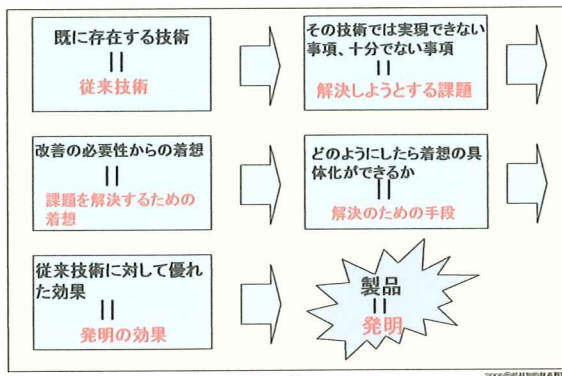 既に存在する技術
||
従来技術
その技術では実現できない
事項、十分でない事項
||
解決しようとする課題
改善の必要性からの着想
||
課題を解決するための
着想
どのようにしたら着想の具
体化ができるか
||
解決のための手段
従来技術に対して優れ
た効果
||
発明の効果
製品
||
発明